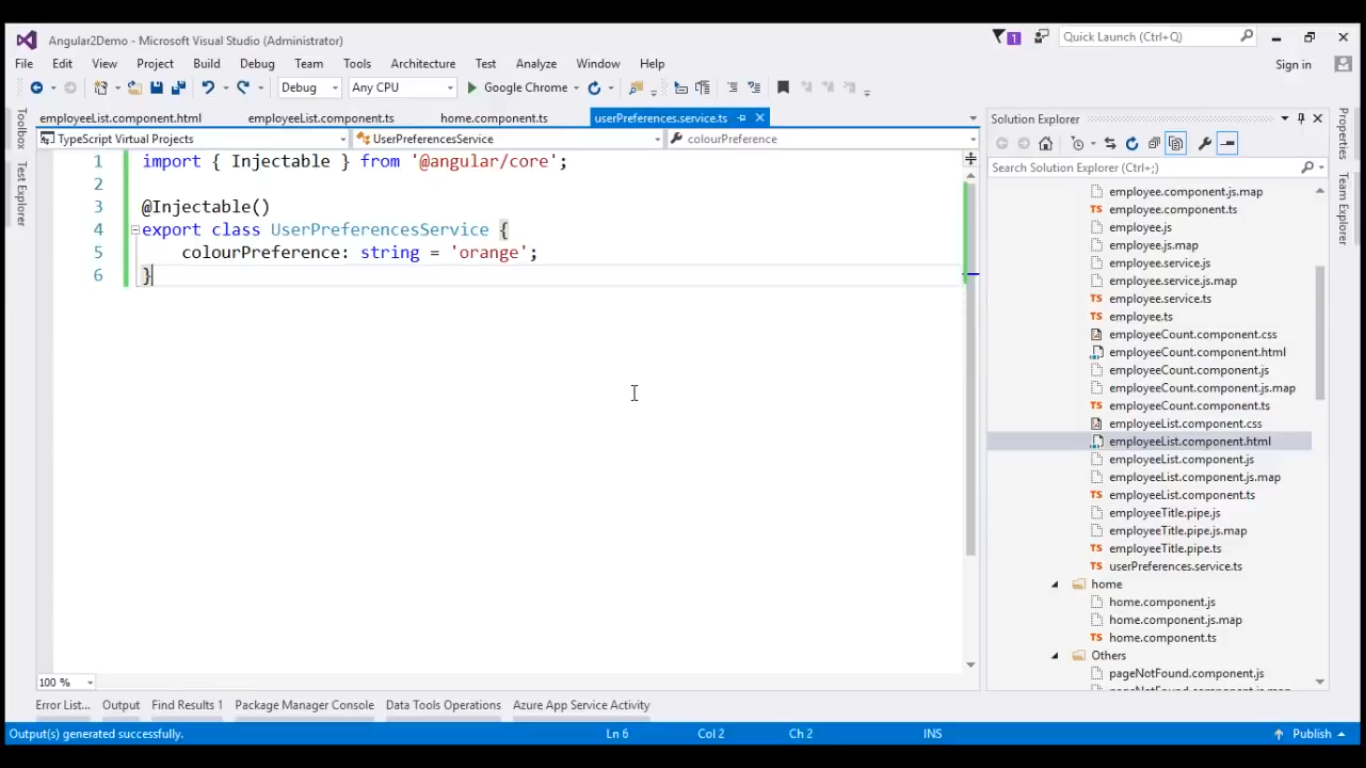 Angular2Demo - Microsoft Visual Studio (Administrator)
1
Quick Launch (Ctrl+Q)
File Edit View Project Build Debug Team Tools Architecture Test Analyze Window Help
Sign in
Debug Any CPU Google Chrome
Toolbox
Test Explorer
employeeList.component.html employeeList.component.ts home.component.ts userPreferences.service.ts
TypeScript Virtual Projects UserPreferencesService colourPreference
1 import { Injectable } from '@angular/core';
2
3 @Injectable()
4 export class UserPreferencesService {
5 colourPreference: string = 'orange';
6 }
100 %
Solution Explorer
Search Solution Explorer (Ctrl+;)
employee.component.js.map
TS employee.component.ts
employee.js
employee.js.map
employee.service.js
employee.service.js.map
TS employee.service.ts
TS employee.ts
employeeCount.component.css
employeeCount.component.html
employeeCount.component.js
employeeCount.component.js.map
TS employeeCount.component.ts
employeeList.component.css
employeeList.component.html
employeeList.component.js
employeeList.component.js.map
TS employeeList.component.ts
employeeTitle.pipe.js
employeeTitle.pipe.js.map
TS employeeTitle.pipe.ts
TS userPreferences.service.ts
home
home.component.js
home.component.js.map
TS home.component.ts
Others
pageNotFound.component.js
Properties
Team Explorer
Error List... Output Find Results 1 Package Manager Console Data Tools Operations Azure App Service Activity
Output(s) generated successfully. Ln 6 Col 2 Ch 2 INS Publish